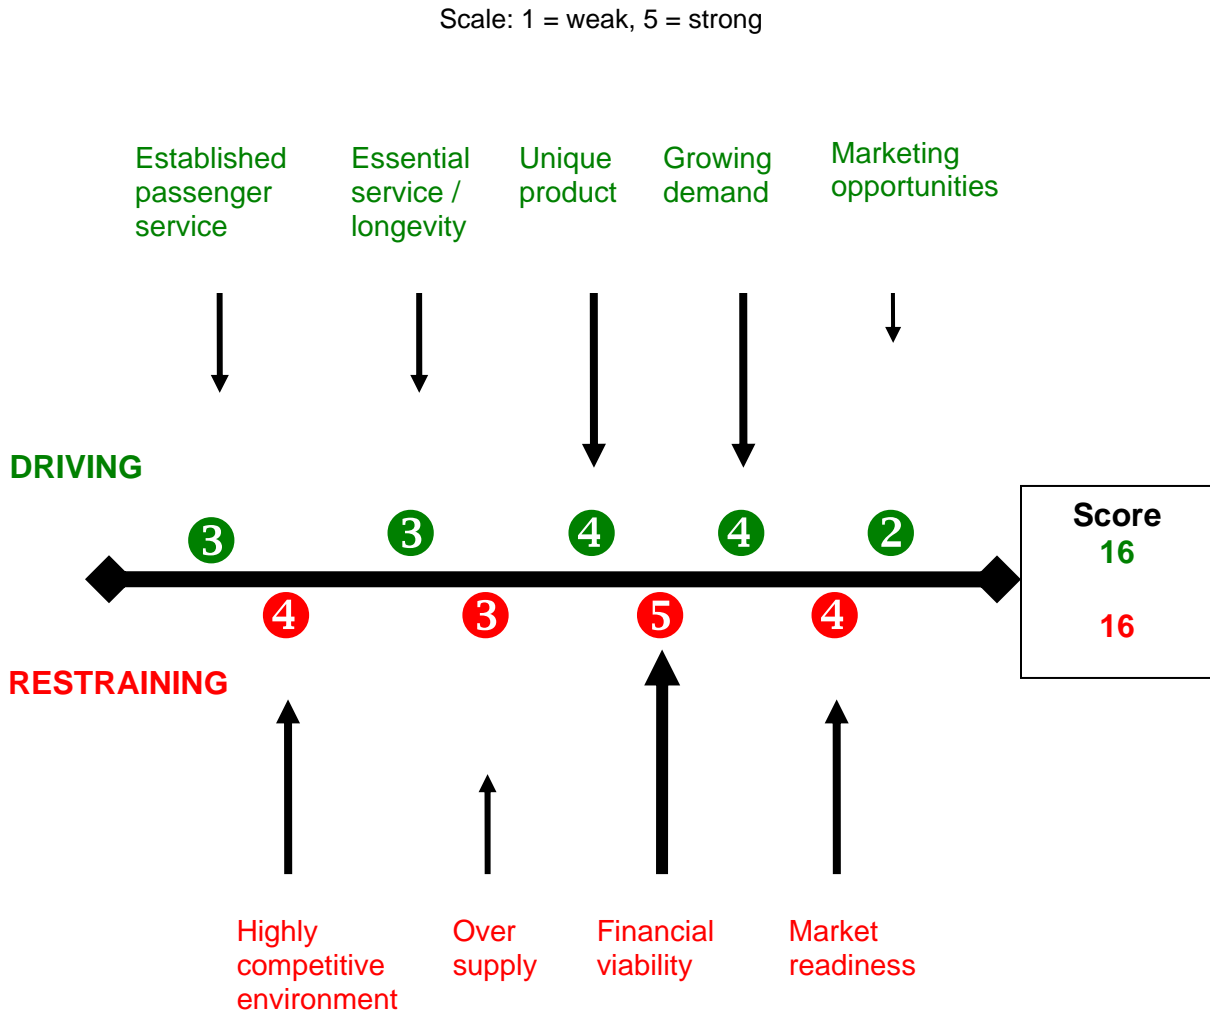 Scale: 1 = weak, 5 = strong
Established
passenger
service
Essential
service /
longevity
Unique
product
Growing
demand
Marketing
opportunities
DRIVING
3
3
4
4
2
Score
16
16
4
3
5
4
RESTRAINING
Highly
competitive
environment
Over
supply
Financial
viability
Market
readiness